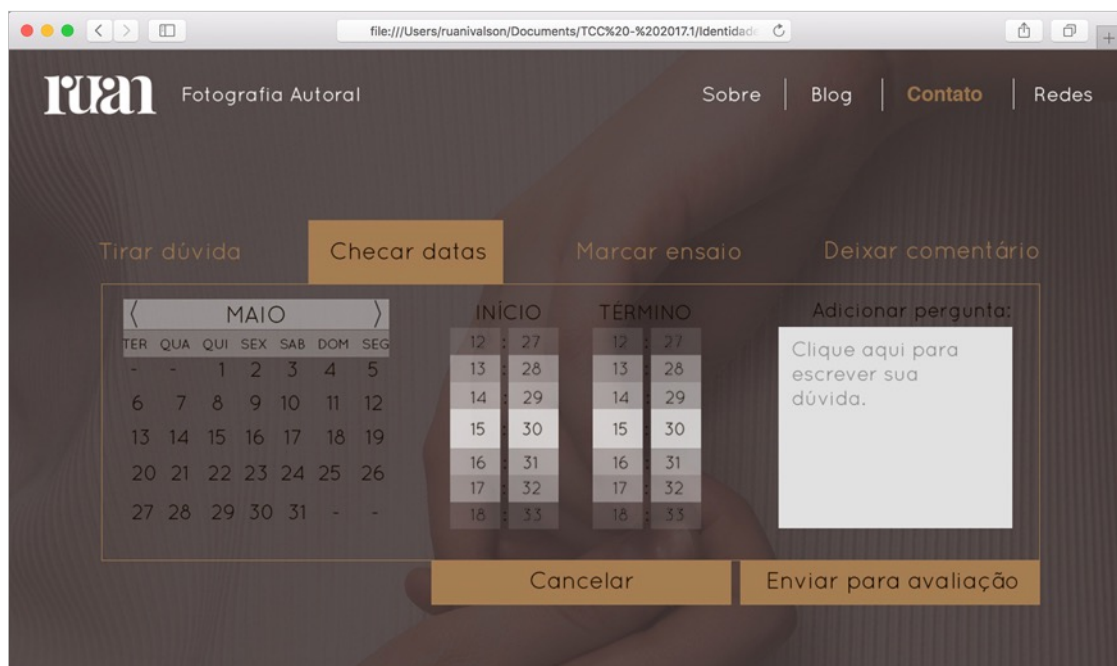 file:///Users/ruanivalson/Documents/TCC%20-%202017.1/Identidade
ruan Fotografia Autoral
Sobre Blog Contato Redes
Tirar dúvida Checar datas Marcar ensaio Deixar comentário
MAIO
TER QUA QUI SEX SAB DOM SEG
- - 1 2 3 4 5
6 7 8 9 10 11 12
13 14 15 16 17 18 19
20 21 22 23 24 25 26
27 28 29 30 31 - -
INÍCIO
12 : 27
13 : 28
14 : 29
15 : 30
16 : 31
17 : 32
18 : 33
TÉRMINO
12 : 27
13 : 28
14 : 29
15 : 30
16 : 31
17 : 32
18 : 33
Adicionar pergunta:
Clique aqui para
escrever sua
dúvida.
Cancelar
Enviar para avaliação